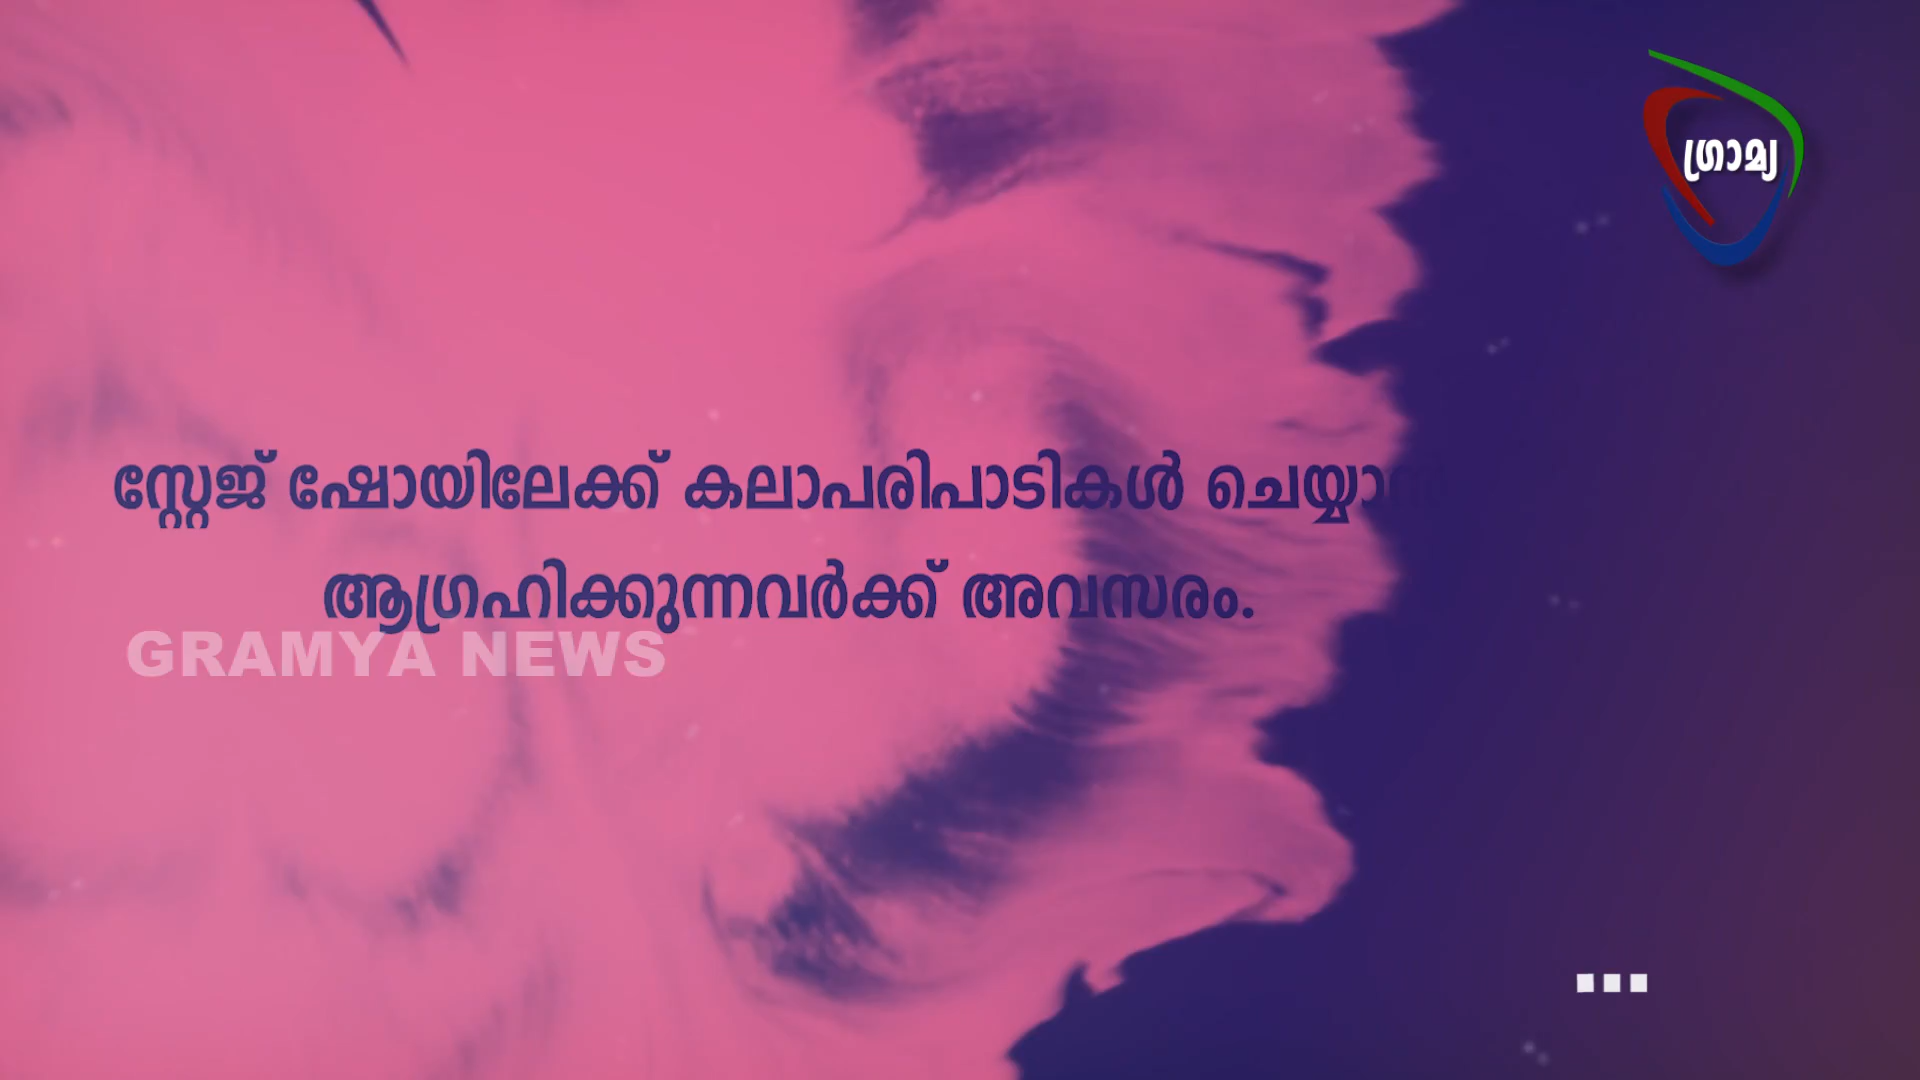 ഗ്രാമ്യ
സ്റ്റേജ് ഷോയിലേക്ക് കലാപരിപാടികൾ ചെയ്യാൻ
ആഗ്രഹിക്കുന്നവർക്ക് അവസരം.
GRAMYA NEWS